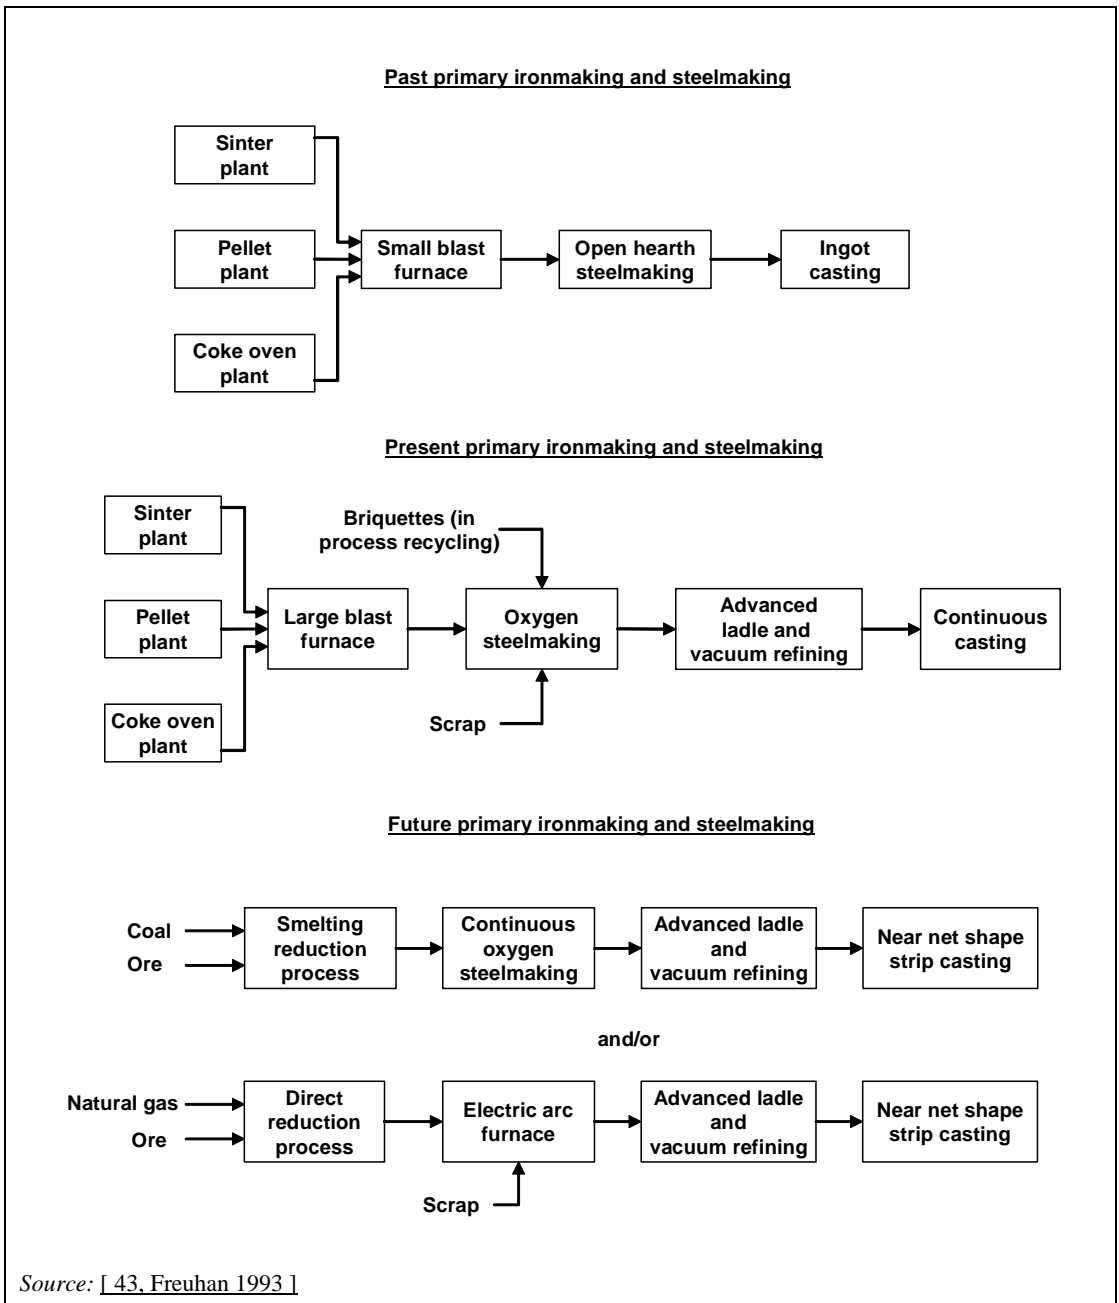 Past primary ironmaking and steelmaking
Sinter
plant
Pellet
plant
Coke oven
plant
Small blast
furnace
Open hearth
steelmaking
Ingot
casting
Present primary ironmaking and steelmaking
Sinter
plant
Pellet
plant
Coke oven
plant
Large blast
furnace
Briquettes (in
process recycling)
Oxygen
steelmaking
Scrap
Advanced
ladle and
vacuum refining
Continuous
casting
Future primary ironmaking and steelmaking
Coal
Ore
Smelting
reduction
process
Continuous
oxygen
steelmaking
Advanced ladle
and
vacuum refining
Near net shape
strip casting
and/or
Natural gas
Ore
Direct
reduction
process
Electric arc
furnace
Scrap
Advanced ladle
and
vacuum refining
Near net shape
strip casting
Source: [ 43, Freuhan 1993 ]